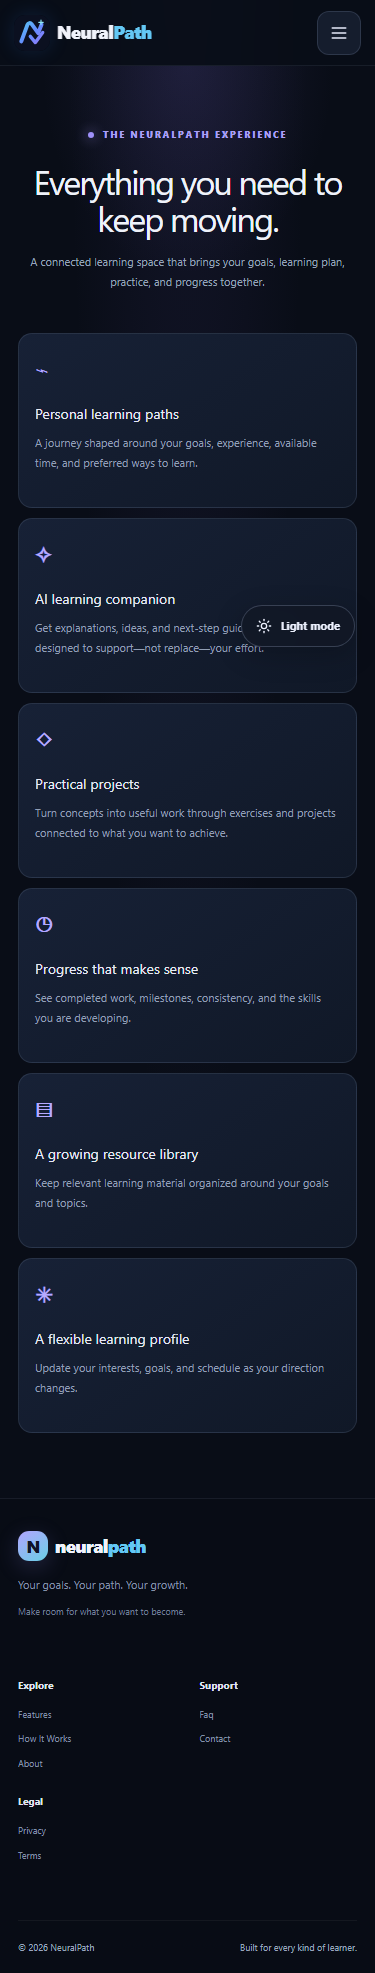 NeuralPath
THE NEURALPATH EXPERIENCE
Everything you need to
keep moving.
A connected learning space that brings your goals, learning plan,
practice, and progress together.
Personal learning paths
A journey shaped around your goals, experience, available
time, and preferred ways to learn.
AI learning companion
Get explanations, ideas, and next-step
Light mode
designed to support—not replace—your effort.
Practical projects
Turn concepts into useful work through exercises and projects
connected to what you want to achieve.
Progress that makes sense
See completed work, milestones, consistency, and the skills
you are developing.
A growing resource library
Keep relevant learning material organized around your goals
and topics.
A flexible learning profile
Update your interests, goals, and schedule as your direction
changes.
N neuralpath
Your goals. Your path. Your growth.
Make room for what you want to become.
Explore
Features
How It Works
About
Support
Faq
Contact
Legal
Privacy
Terms
© 2026 NeuralPath
Built for every kind of learner.